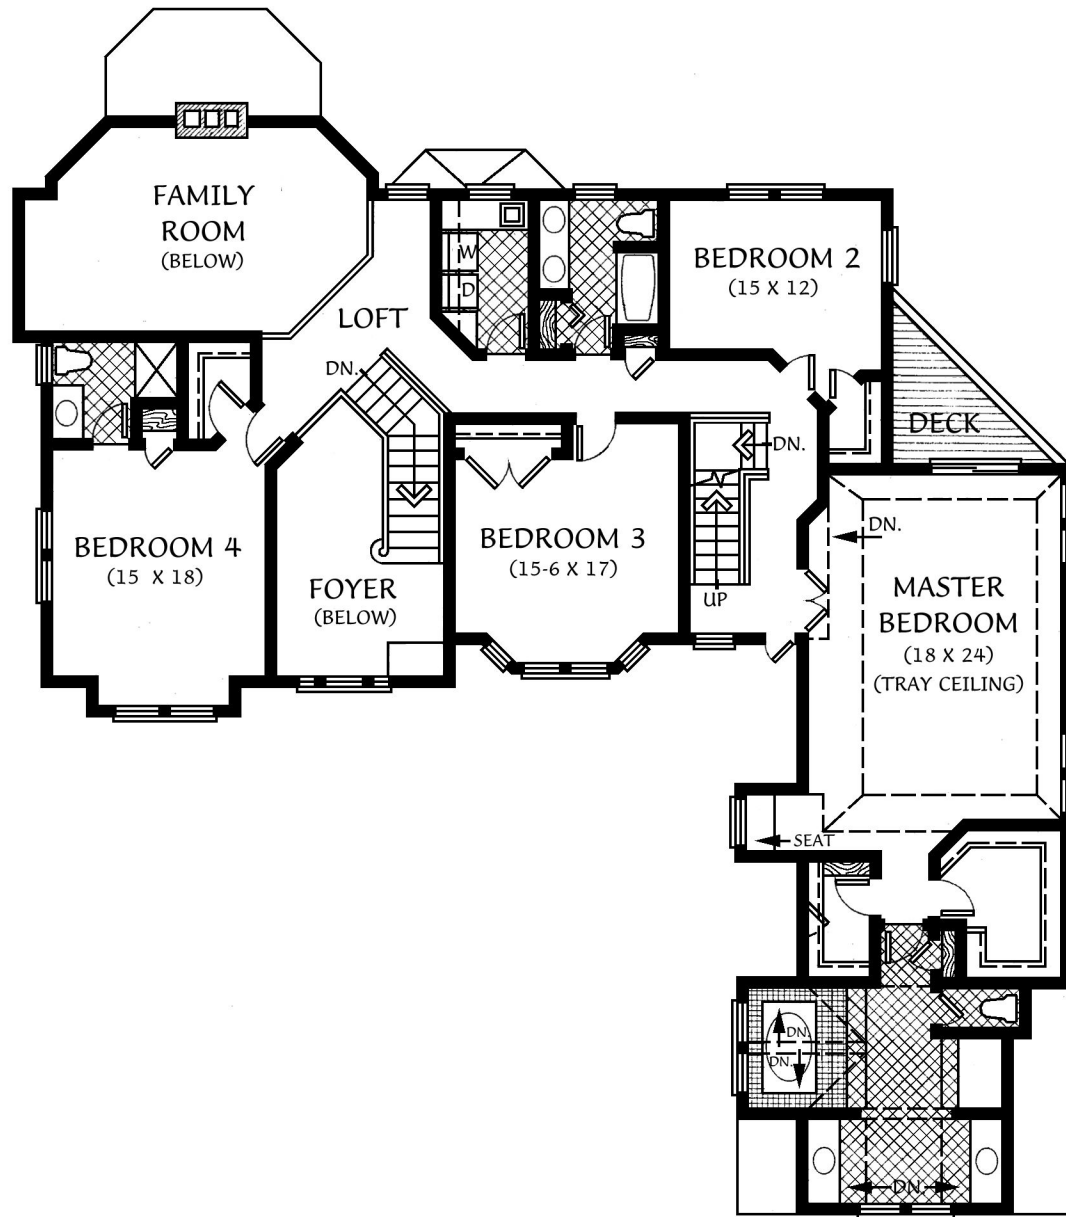 FAMILY
ROOM
(BELOW)
LOFT
W
D
BEDROOM 2
(15 X 12)
DN.
DECK
DN.
DN.
BEDROOM 4
(15 X 18)
BEDROOM 3
(15-6 X 17)
FOYER
(BELOW)
UP
MASTER
BEDROOM
(18 X 24)
(TRAY CEILING)
SEAT
DN.
DN.
DN.